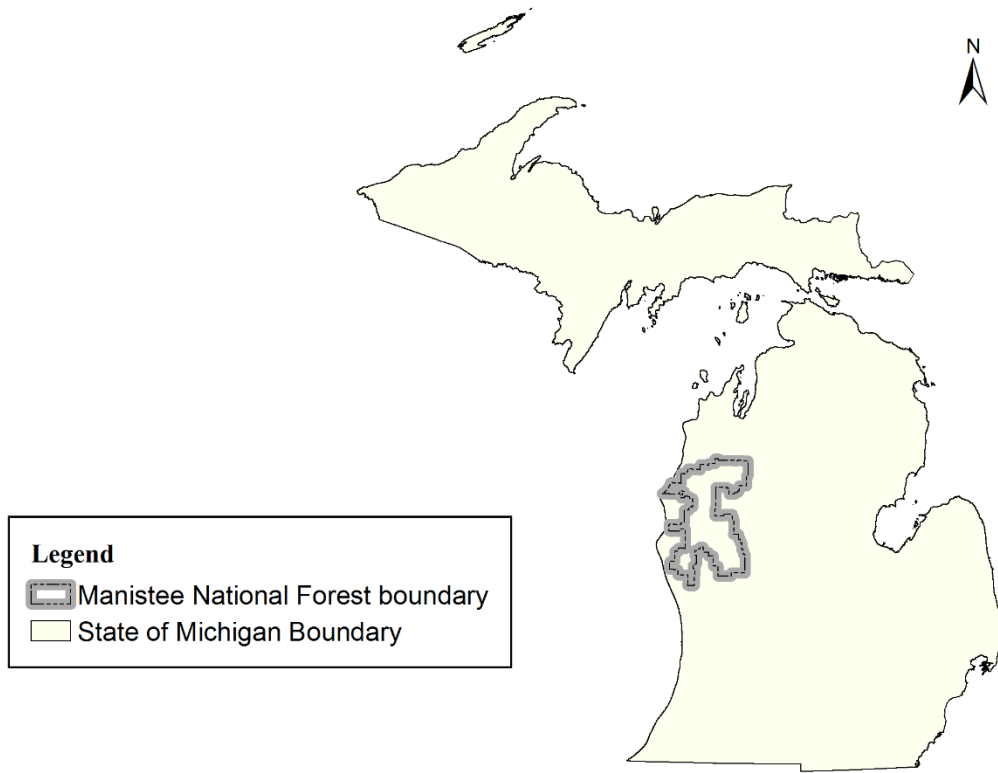 N
Legend
Manistee National Forest boundary
State of Michigan Boundary